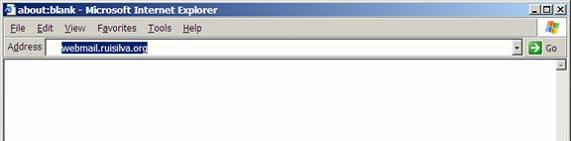 about:blank - Microsoft Internet Explorer
File Edit View Favorites Tools Help
Address webmail.ruisilva.org Go